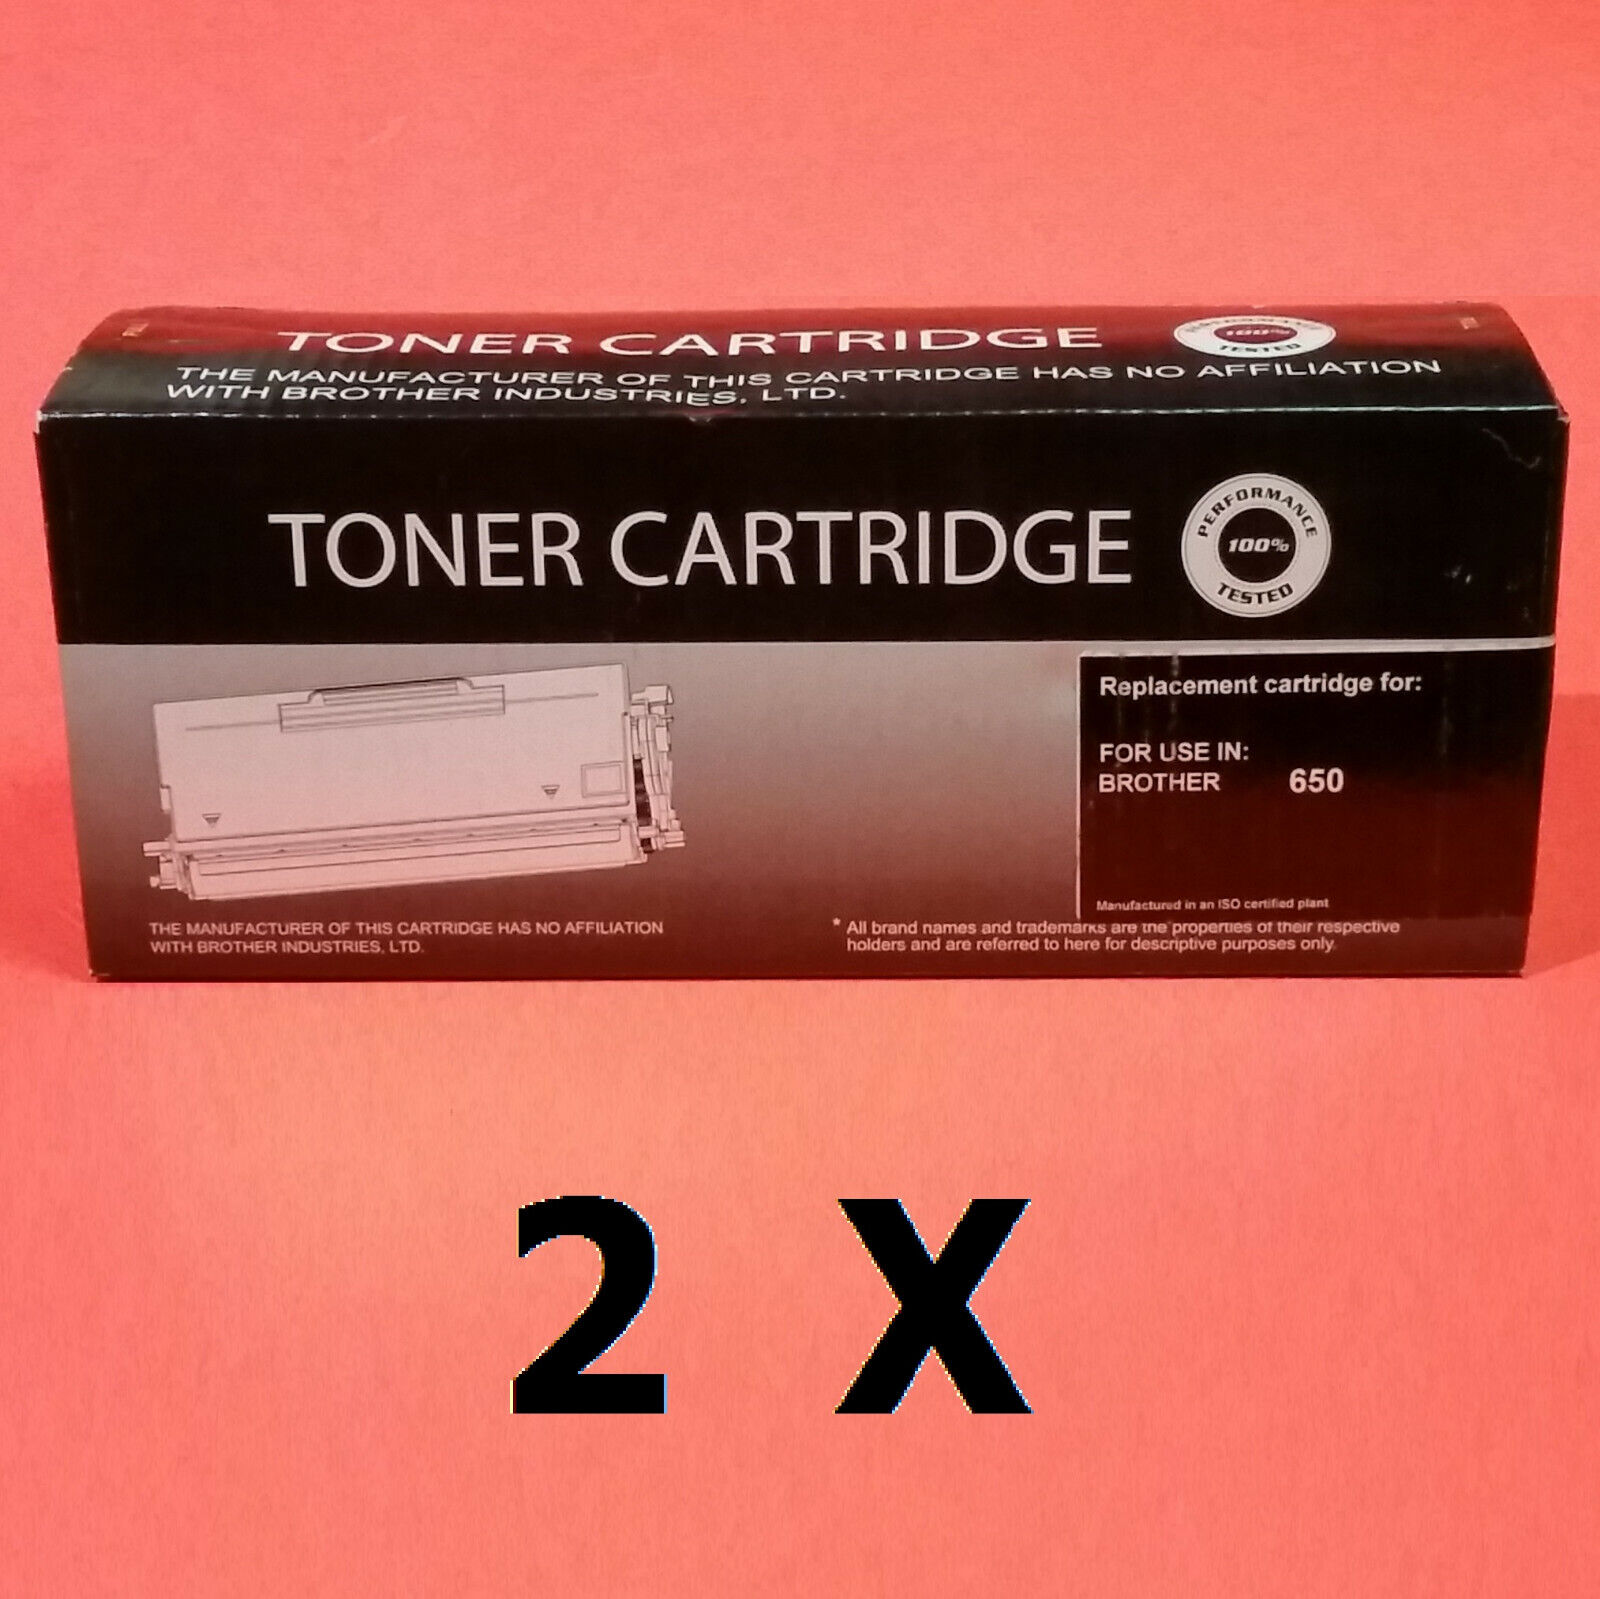 TONER CARTRIDGE
PERFORMANCE
100%
TESTED
THE MANUFACTURER OF THIS CARTRIDGE HAS NO AFFILIATION
WITH BROTHER INDUSTRIES, LTD.
TONER CARTRIDGE
PERFORMANCE
100%
TESTED
Replacement cartridge for:
FOR USE IN:
BROTHER 650
Manufactured in an ISO certified plant
THE MANUFACTURER OF THIS CARTRIDGE HAS NO AFFILIATION
WITH BROTHER INDUSTRIES, LTD.
* All brand names and trademarks are the properties of their respective
holders and are referred to here for descriptive purposes only.
2 X